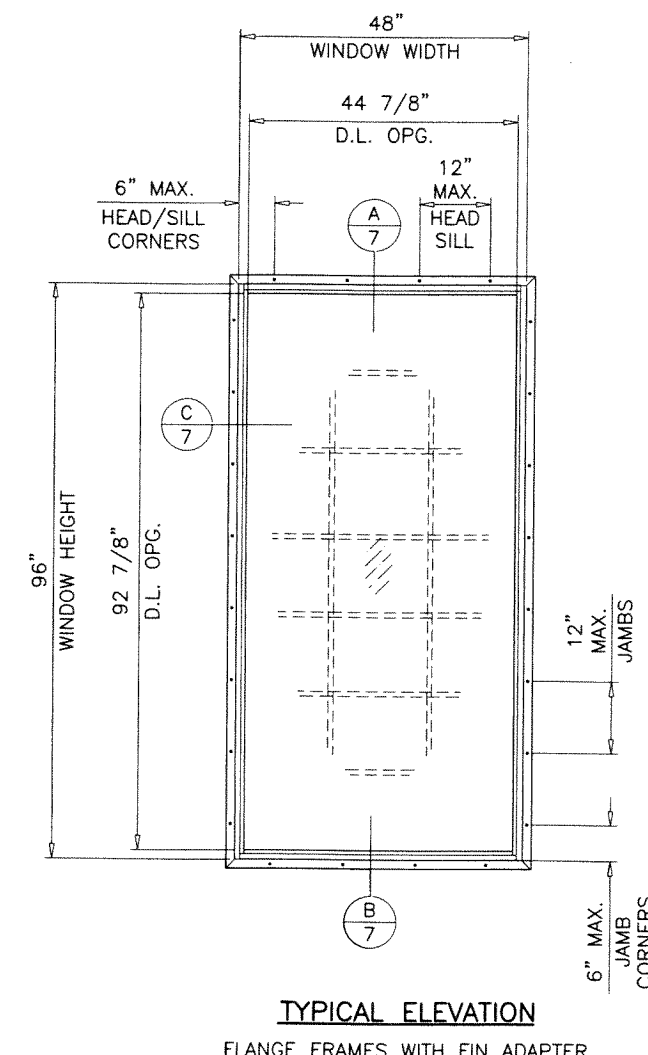 48"
WINDOW WIDTH
44 7/8"
D.L. OPG.
6" MAX.
HEAD/SILL
CORNERS
12"
MAX.
HEAD
SILL
A
7
C
7
96"
WINDOW HEIGHT
92 7/8"
D.L. OPG.
12"
MAX.
JAMBS
B
7
6" MAX.
JAMB
CORNERS
TYPICAL ELEVATION
FLANGE FRAMES WITH FIN ADAPTER